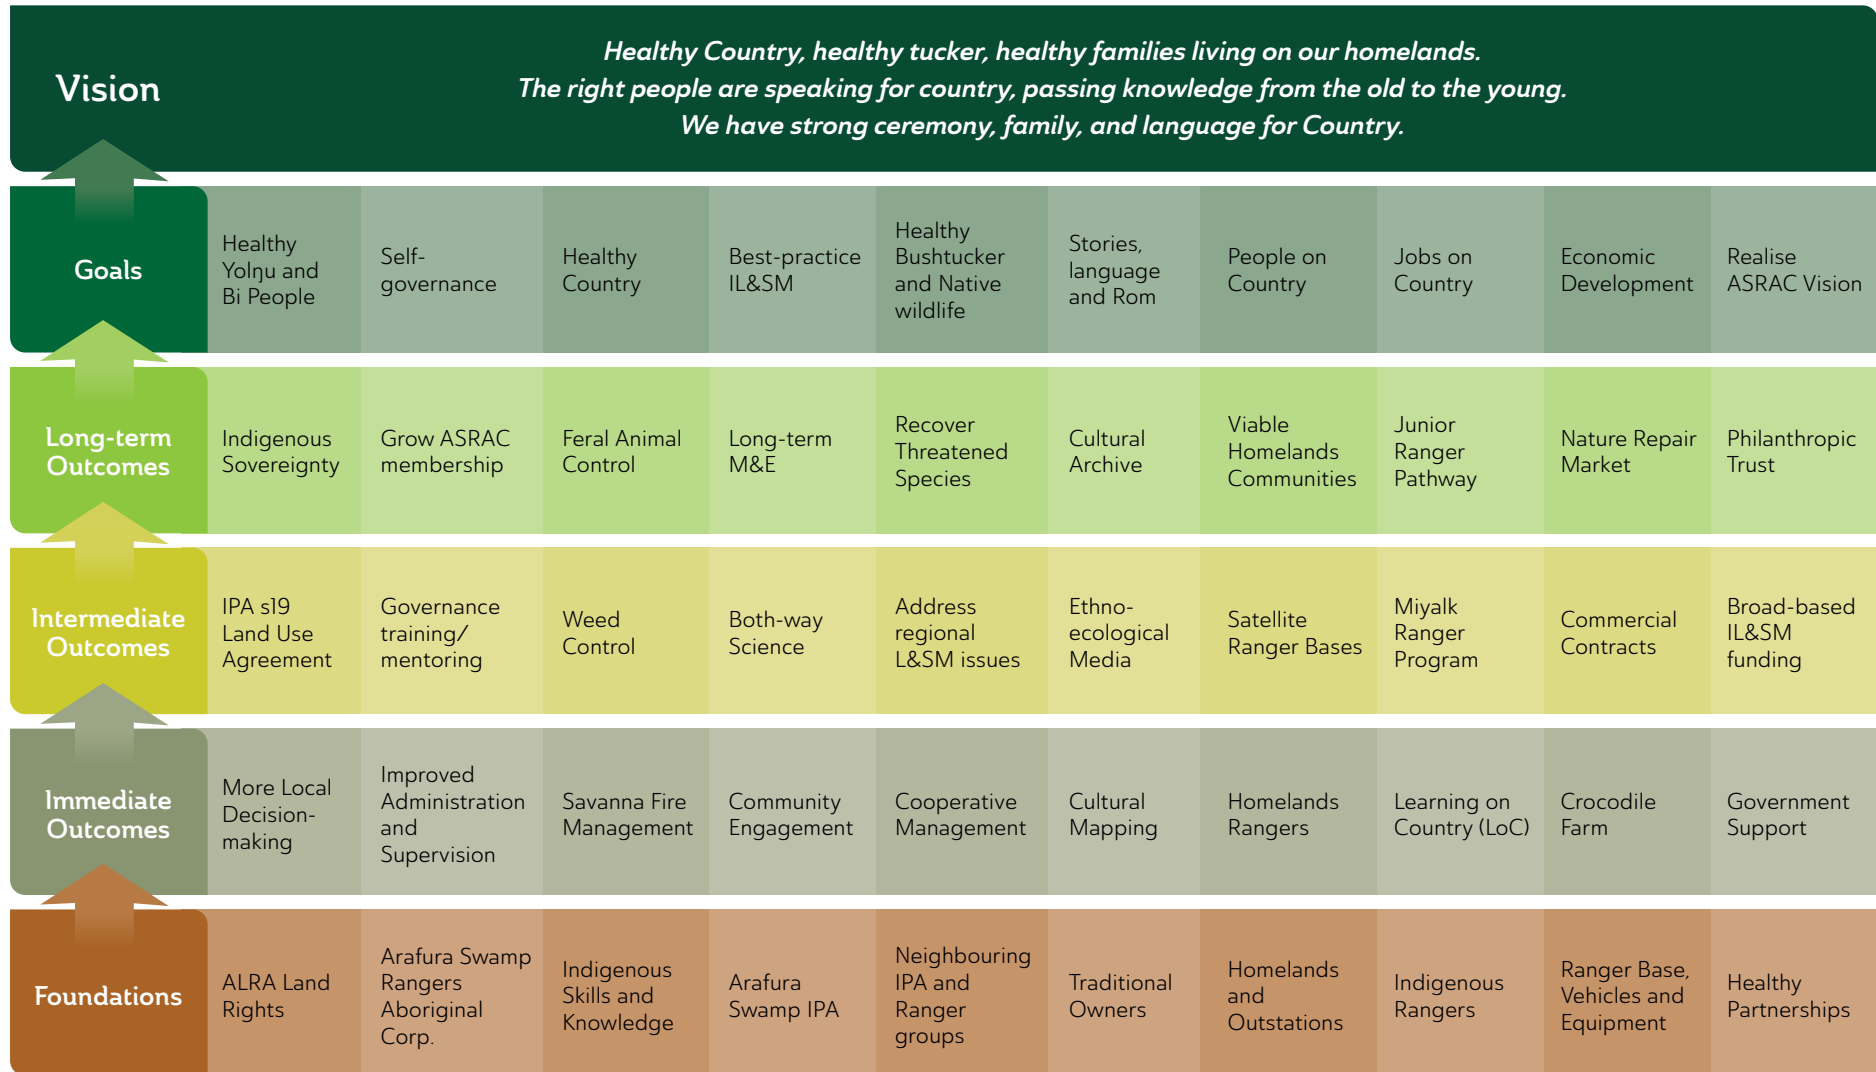 Vision
Healthy Country, healthy tucker, healthy families living on our homelands.
The right people are speaking for country, passing knowledge from the old to the young.
We have strong ceremony, family, and language for Country.
Goals
Healthy
Yolŋu and
Bi People
Self-
governance
Healthy
Country
Best-practice
IL&SM
Healthy
Bushtucker
and Native
wildlife
Stories,
language
and Rom
People on
Country
Jobs on
Country
Economic
Development
Realise
ASRAC Vision
Long-term
Outcomes
Indigenous
Sovereignty
Grow ASRAC
membership
Feral Animal
Control
Long-term
M&E
Recover
Threatened
Species
Cultural
Archive
Viable
Homelands
Communities
Junior
Ranger
Pathway
Nature Repair
Market
Philanthropic
Trust
Intermediate
Outcomes
IPA s19
Land Use
Agreement
Governance
training/
mentoring
Weed
Control
Both-way
Science
Address
regional
L&SM issues
Ethno-
ecological
Media
Satellite
Ranger Bases
Miyalk
Ranger
Program
Commercial
Contracts
Broad-based
IL&SM
funding
Immediate
Outcomes
More Local
Decision-
making
Improved
Administration
and
Supervision
Savanna Fire
Management
Community
Engagement
Cooperative
Management
Cultural
Mapping
Homelands
Rangers
Learning on
Country (LoC)
Crocodile
Farm
Government
Support
Foundations
ALRA Land
Rights
Arafura Swamp
Rangers
Aboriginal
Corp.
Indigenous
Skills and
Knowledge
Arafura
Swamp IPA
Neighbouring
IPA and
Ranger
groups
Traditional
Owners
Homelands
and
Outstations
Indigenous
Rangers
Ranger Base,
Vehicles and
Equipment
Healthy
Partnerships